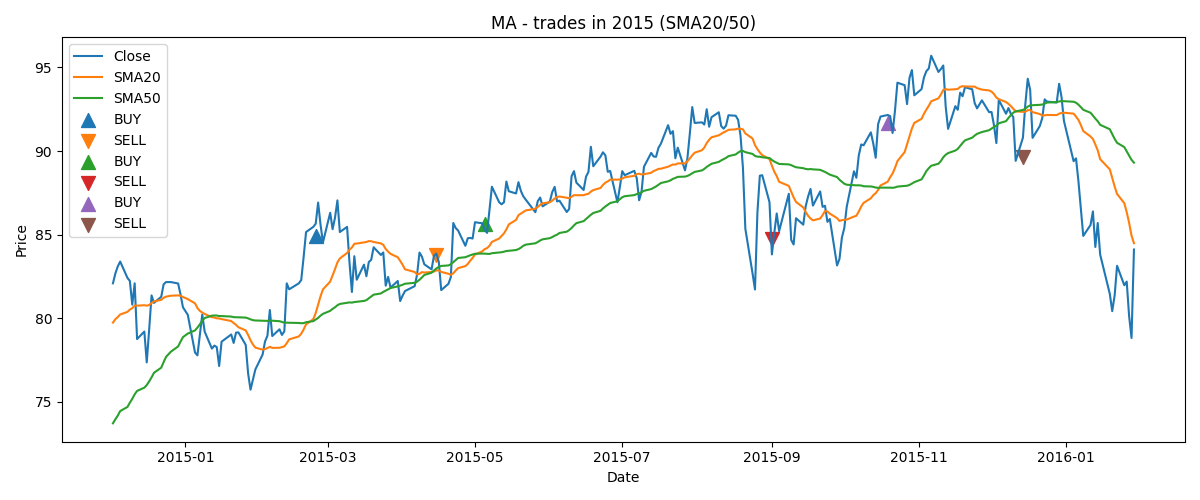 MA - trades in 2015 (SMA20/50)
Close
SMA20
SMA50
BUY
SELL
BUY
SELL
BUY
SELL
Price
95
90
85
80
75
2015-01 2015-03 2015-05 2015-07 2015-09 2015-11 2016-01
Date